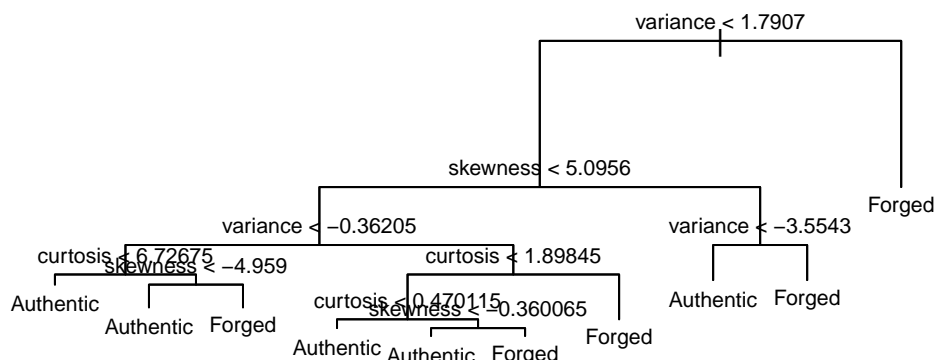 variance < 1.7907
skewness < 5.0956
Forged
variance < −0.36205
variance < −3.5543
curtosis < 6.72675
curtosis < 1.89845
skewness < −4.959
Authentic
Authentic
Forged
Authentic
Forged
curtosis < 0.470115
skewness < −0.360065
Forged
Authentic
Authentic
Forged